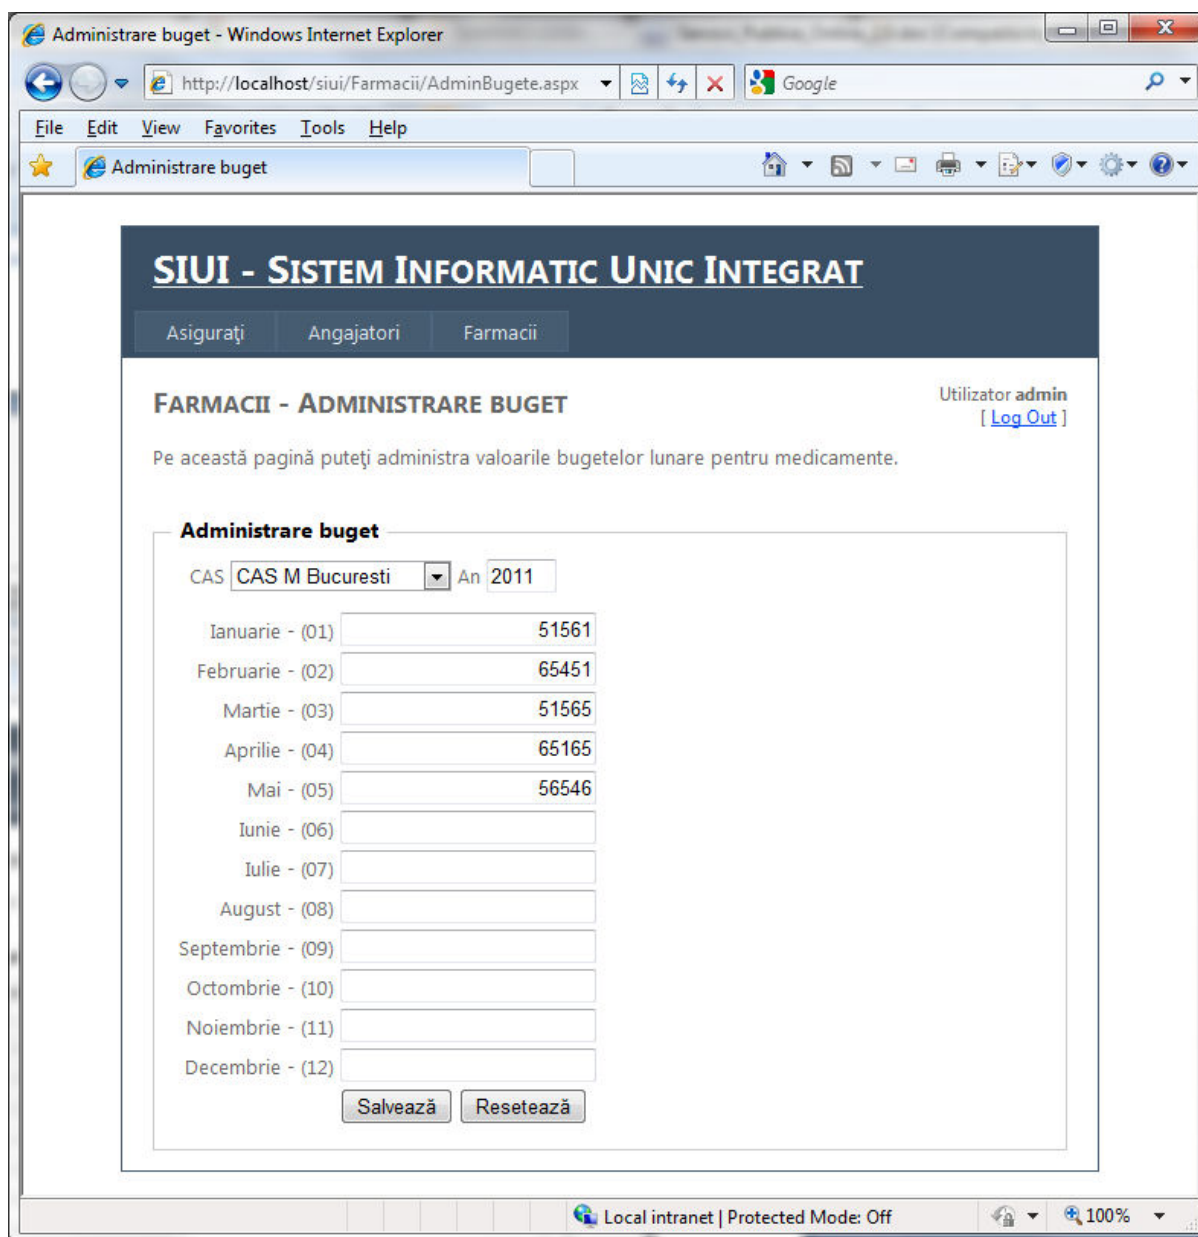 Administrare buget - Windows Internet Explorer
http://localhost/siui/Farmacii/AdminBugete.aspx
Google
File Edit View Favorites Tools Help
Administrare buget
SIUI - SISTEM INFORMATIC UNIC INTEGRAT
Asiguraţi Angajatori Farmacii
FARMACII - ADMINISTRARE BUGET
Utilizator admin
[ Log Out ]
Pe această pagină puteţi administra valoarile bugetelor lunare pentru medicamente.
Administrare buget
CAS CAS M Bucuresti An 2011
Ianuarie - (01) 51561
Februarie - (02) 65451
Martie - (03) 51565
Aprilie - (04) 65165
Mai - (05) 56546
Iunie - (06)
Iulie - (07)
August - (08)
Septembrie - (09)
Octombrie - (10)
Noiembrie - (11)
Decembrie - (12)
Salvează Resetează
Local intranet | Protected Mode: Off 100%